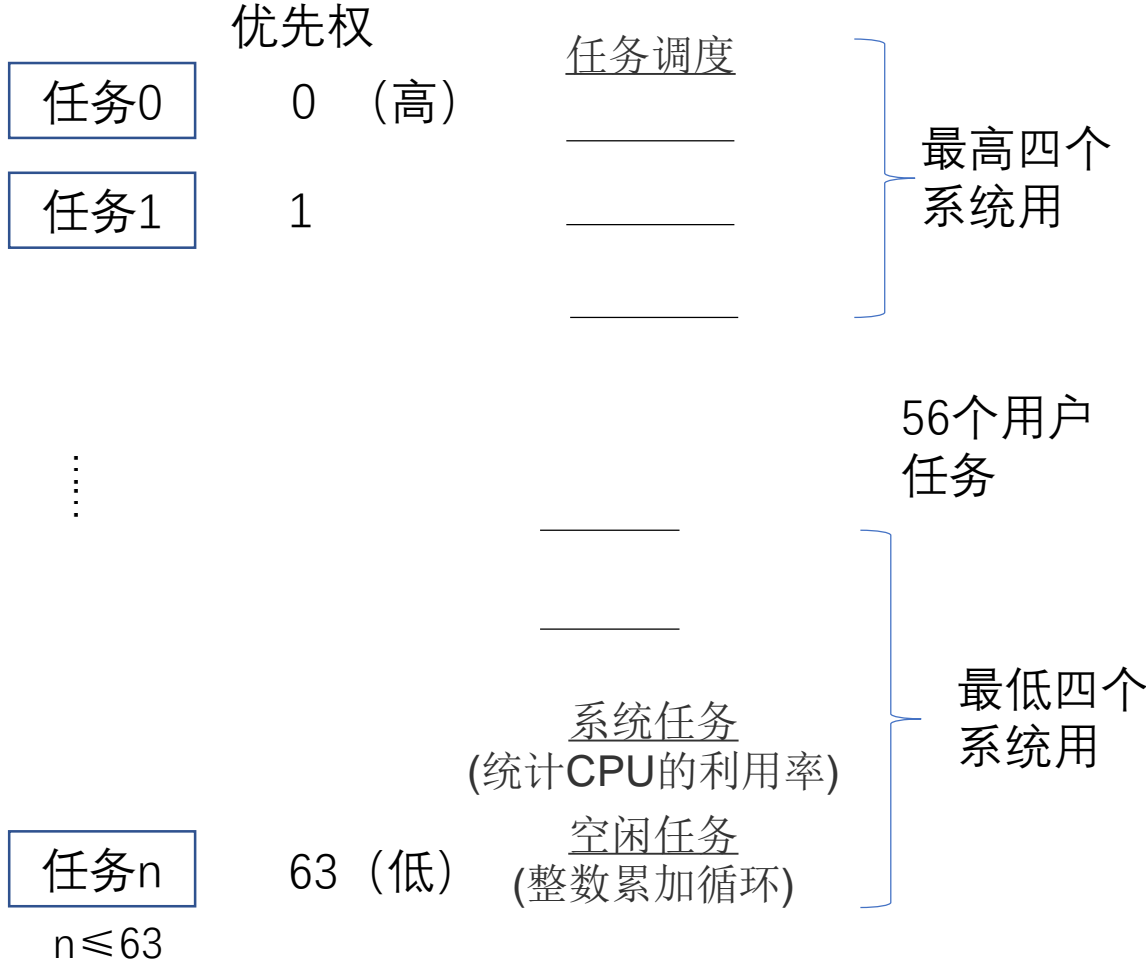 优先权
任务调度
任务0
0 （高）
最高四个
系统用
任务1
1
56个用户
任务
……
系统任务
(统计CPU的利用率)
最低四个
系统用
任务n
63（低）
空闲任务
(整数累加循环)
n≤63